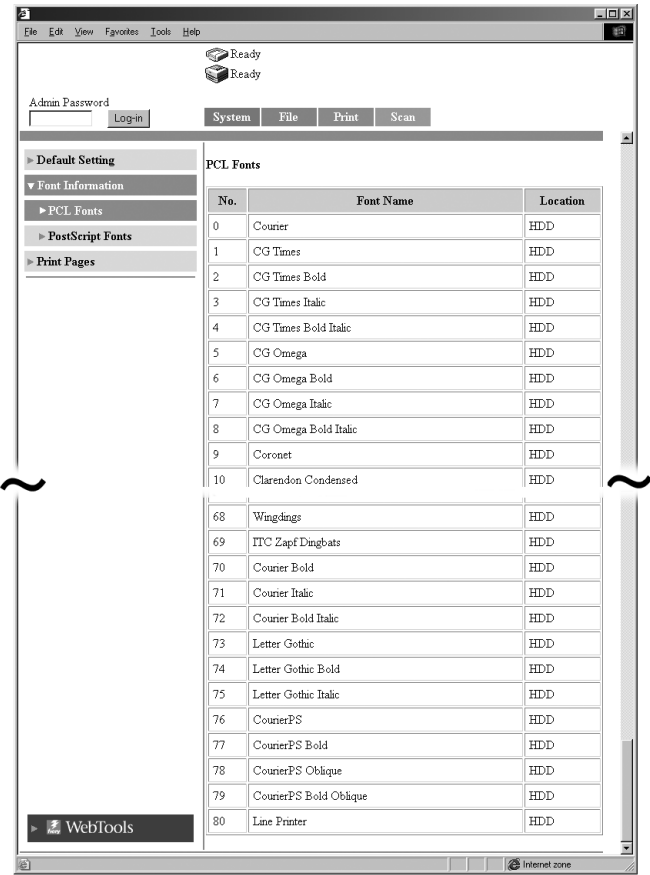 File Edit View Favorites Tools Help
Ready
Ready
Admin Password
Log-in
System File Print Scan
Default Setting
Font Information
PCL Fonts
PostScript Fonts
Print Pages
PCL Fonts
No. Font Name Location
0 Courier HDD
1 CG Times HDD
2 CG Times Bold HDD
3 CG Times Italic HDD
4 CG Times Bold Italic HDD
5 CG Omega HDD
6 CG Omega Bold HDD
7 CG Omega Italic HDD
8 CG Omega Bold Italic HDD
9 Coronet HDD
10 Clarendon Condensed HDD
68 Wingdings HDD
69 ITC Zapf Dingbats HDD
70 Courier Bold HDD
71 Courier Italic HDD
72 Courier Bold Italic HDD
73 Letter Gothic HDD
74 Letter Gothic Bold HDD
75 Letter Gothic Italic HDD
76 CourierPS HDD
77 CourierPS Bold HDD
78 CourierPS Oblique HDD
79 CourierPS Bold Oblique HDD
80 Line Printer HDD
fiery WebTools
Internet zone